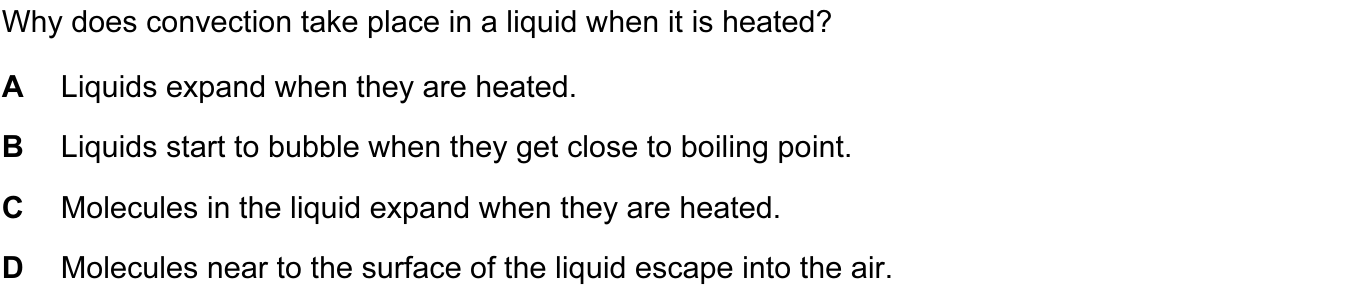 Why does convection take place in a liquid when it is heated?
A Liquids expand when they are heated.
B Liquids start to bubble when they get close to boiling point.
C Molecules in the liquid expand when they are heated.
D Molecules near to the surface of the liquid escape into the air.